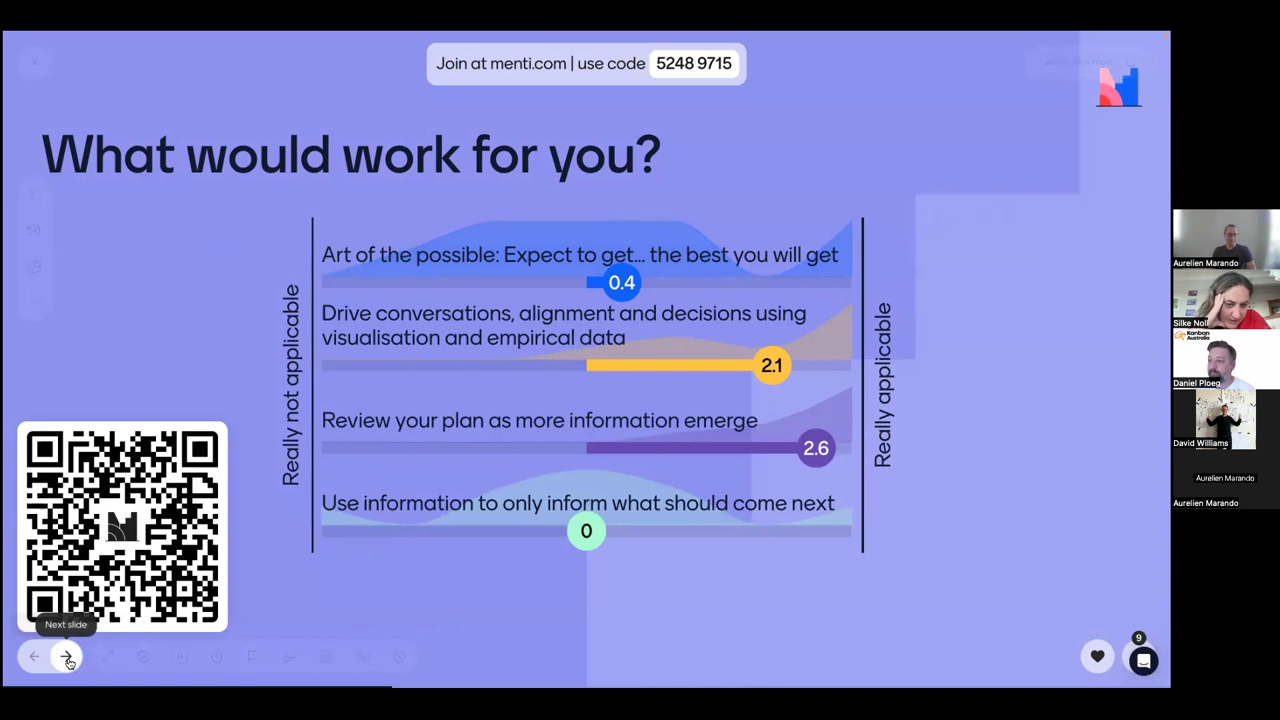 Join at menti.com | use code 5248 9715
What would work for you?
Really not applicable
Art of the possible: Expect to get... the best you will get
0.4
Drive conversations, alignment and decisions using
visualisation and empirical data
2.1
Review your plan as more information emerge
2.6
Use information to only inform what should come next
0
Really applicable
Next slide
9
Aurelien Marando
Silke Noll
Kanban
Australia
Daniel Ploeg
David Williams
Aurelien Marando
Aurelien Marando